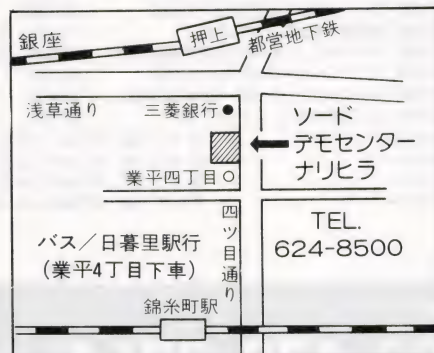 銀座
押上
都営地下鉄
浅草通り
三菱銀行
ソード
デモセンター
ナリヒラ
業平四丁目
四ツ目通り
バス/日暮里駅行
(業平4丁目下車)
TEL.
624-8500
錦糸町駅